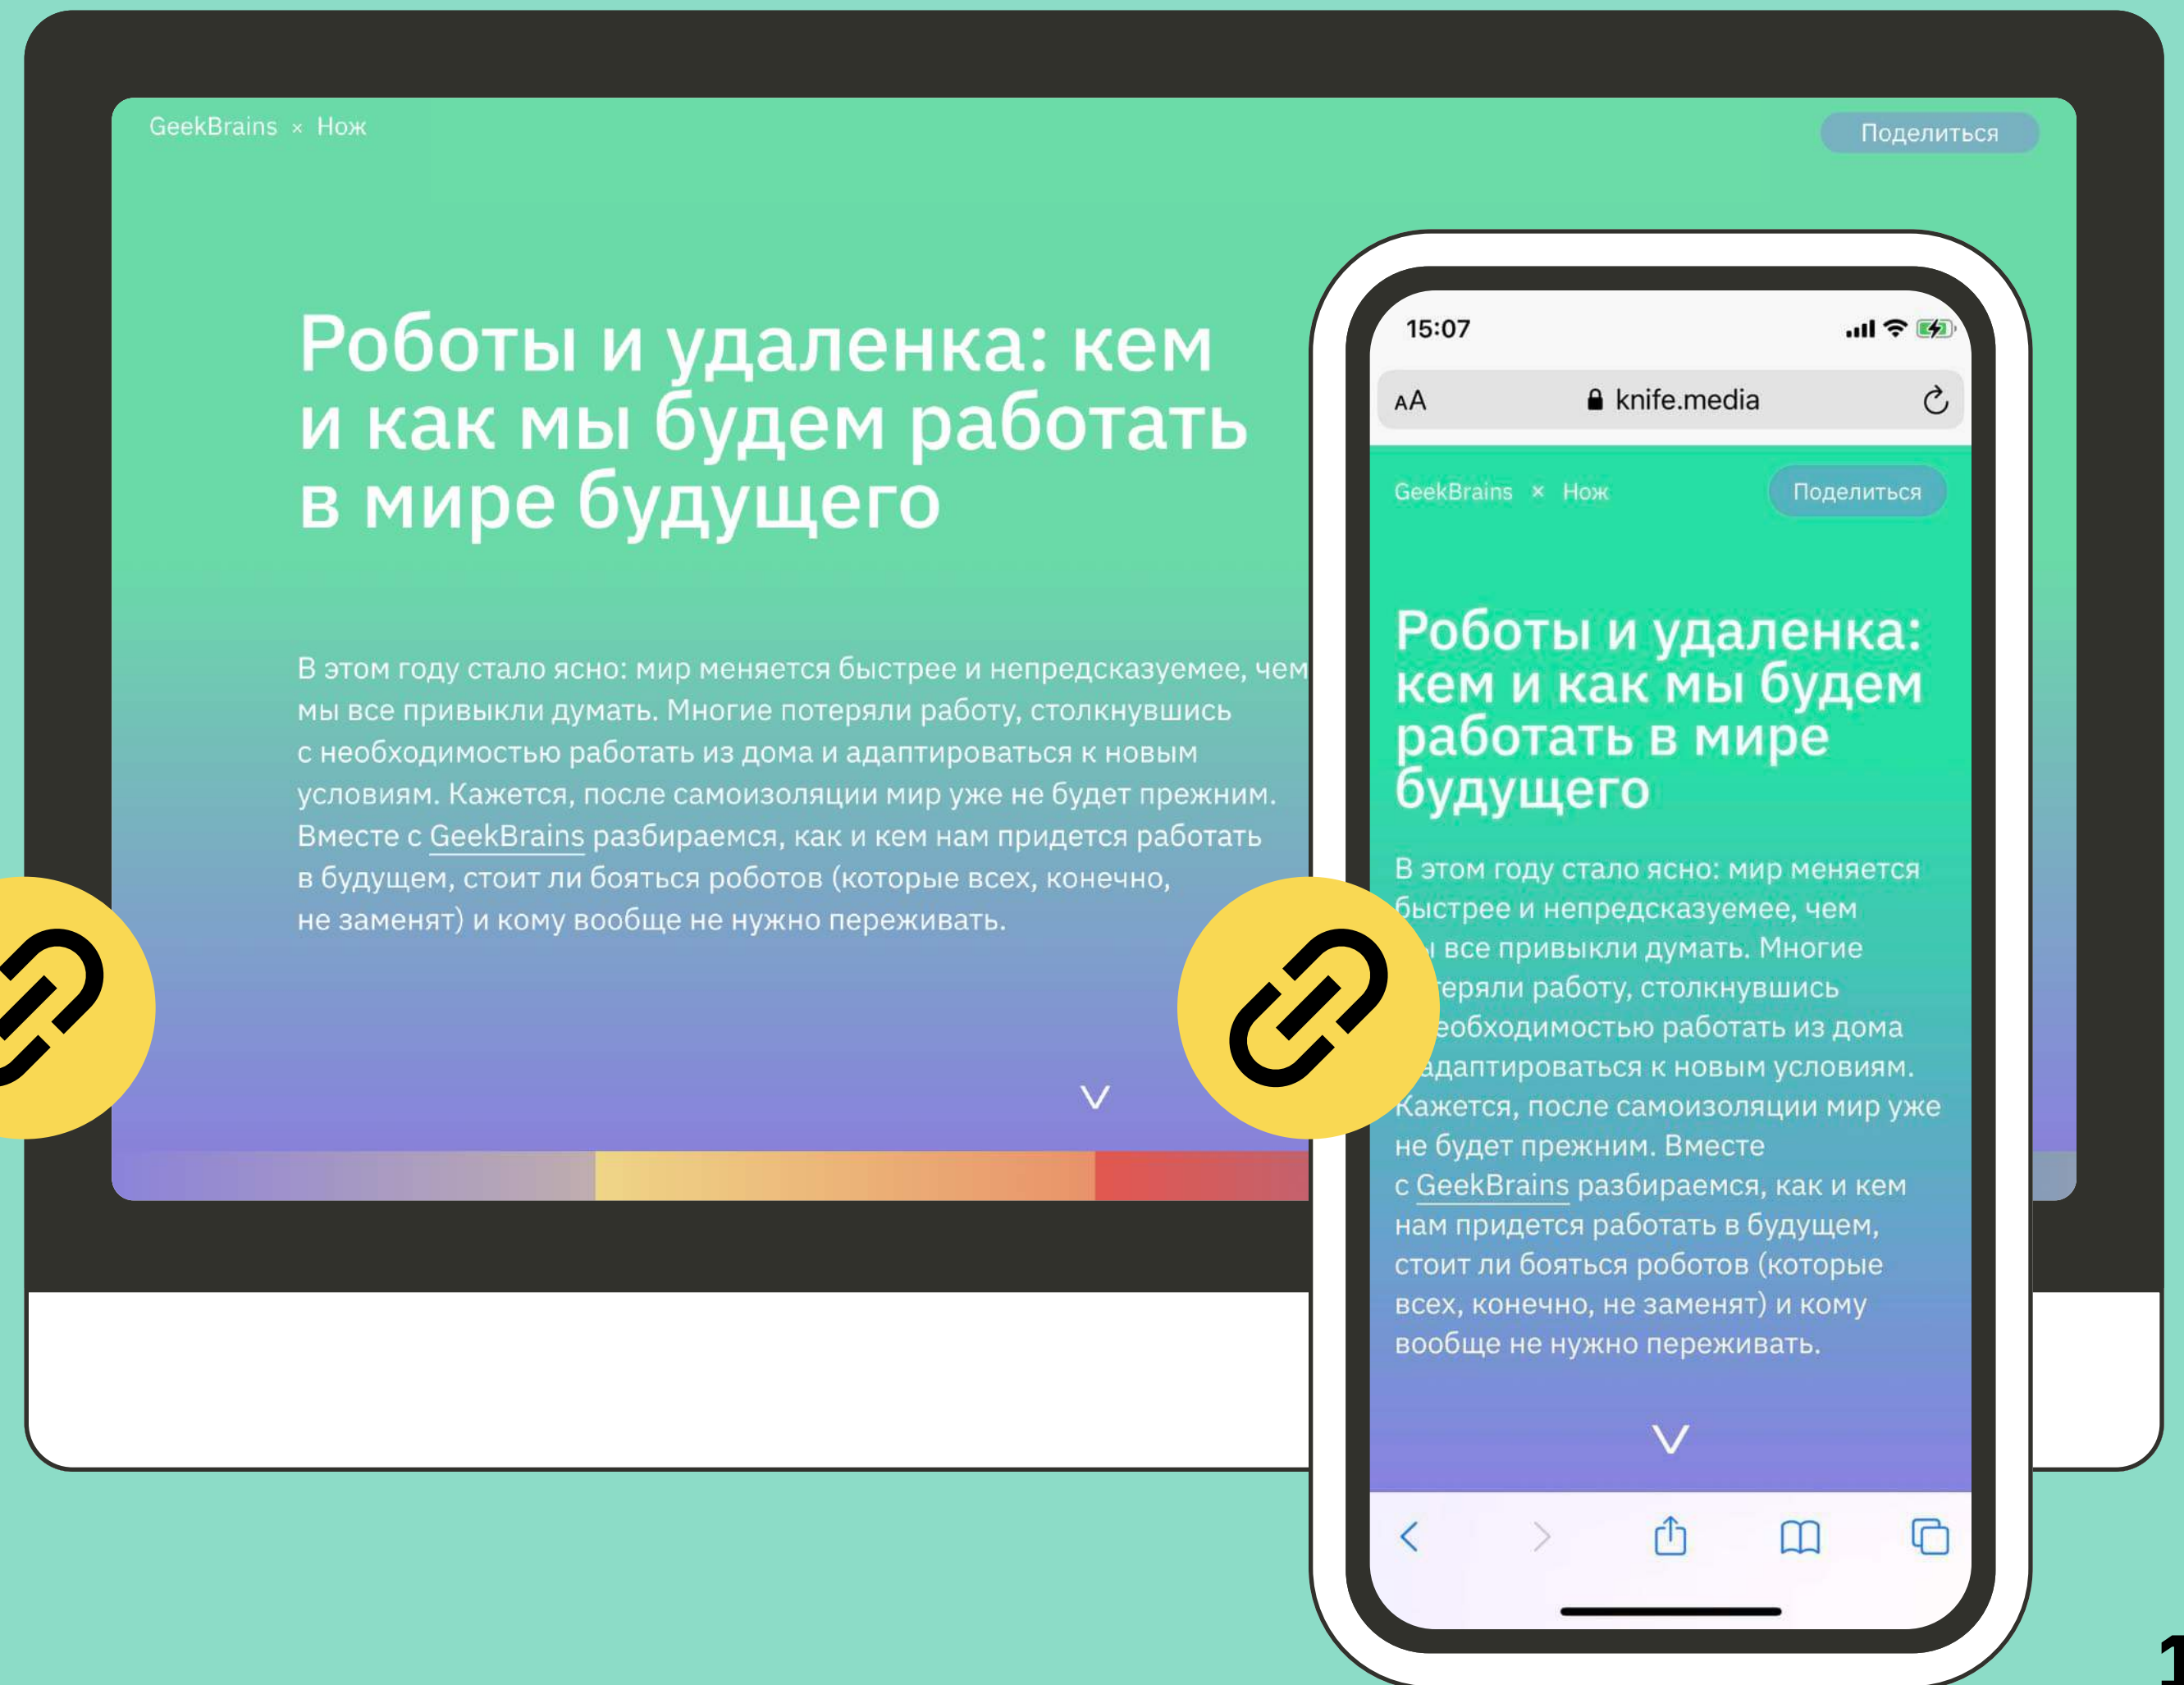 GeekBrains × Нож
Поделиться
Роботы и удаленка: кем
и как мы будем работать
в мире будущего
В этом году стало ясно: мир меняется быстрее и непредсказуемее, чем
мы все привыкли думать. Многие потеряли работу, столкнувшись
с необходимостью работать из дома и адаптироваться к новым
условиям. Кажется, после самоизоляции мир уже не будет прежним.
Вместе с GeekBrains разбираемся, как и кем нам придется работать
в будущем, стоит ли бояться роботов (которые всех, конечно,
не заменят) и кому вообще не нужно переживать.
15:07
AA knife.media
GeekBrains × Нож
Поделиться
Роботы и удаленка:
кем и как мы будем
работать в мире
будущего
В этом году стало ясно: мир меняется
быстрее и непредсказуемее, чем
все привыкли думать. Многие
еряли работу, столкнувшись
еобходимостью работать из дома
адаптироваться к новым условиям.
Кажется, после самоизоляции мир уже
не будет прежним. Вместе
с GeekBrains разбираемся, как и кем
нам придется работать в будущем,
стоит ли бояться роботов (которые
всех, конечно, не заменят) и кому
вообще не нужно переживать.
1